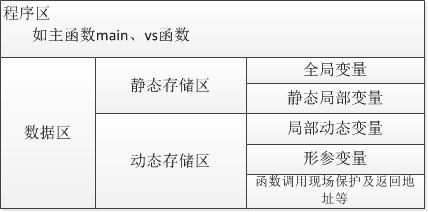 程序区
如主函数main、vs函数
数据区
静态存储区
全局变量
静态局部变量
动态存储区
局部动态变量
形参变量
函数调用现场保护及返回地
址等